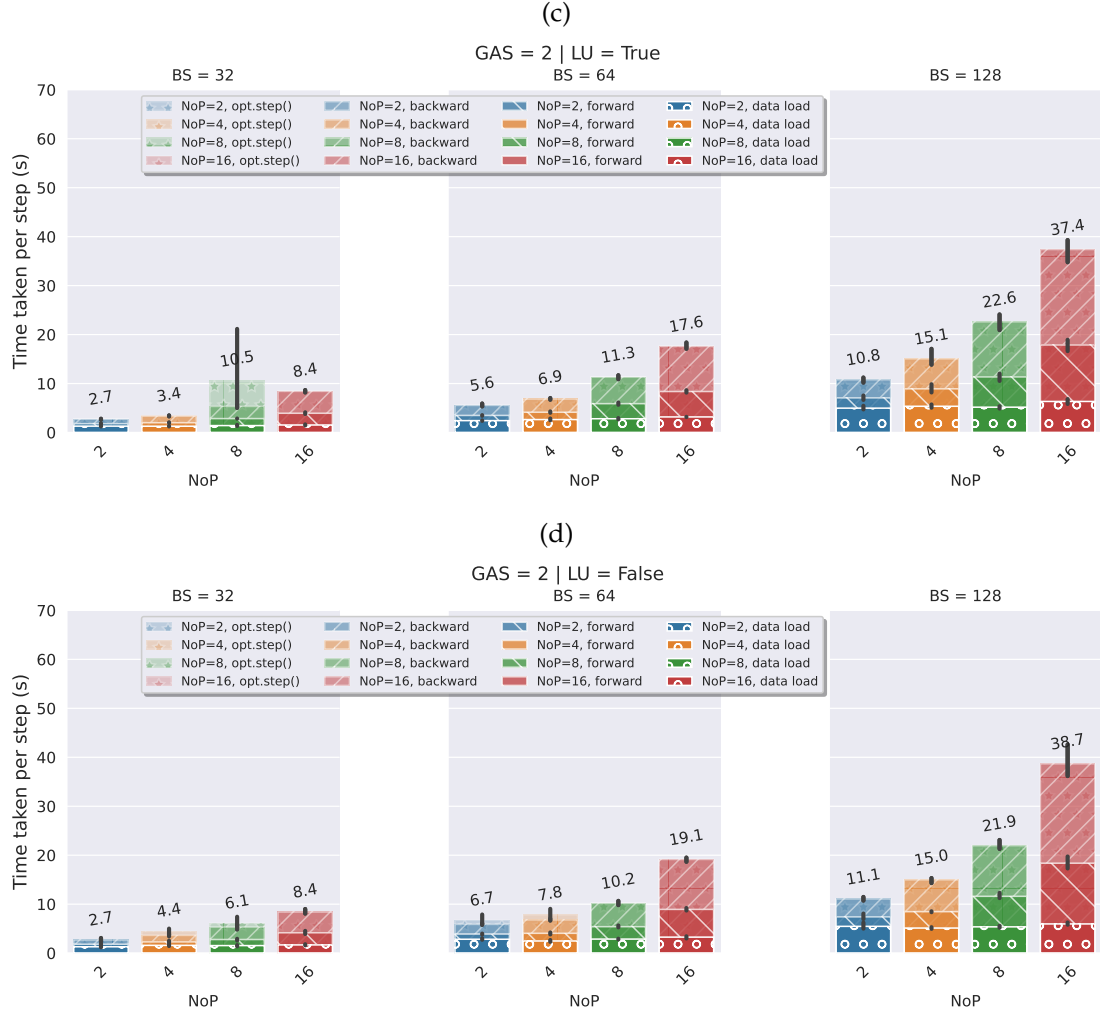 (c)
GAS = 2 | LU = True
BS = 32
BS = 64
BS = 128
Time taken per step (s)
70
60
50
40
30
20
10
0
NoP=2, opt.step()
NoP=2, backward
NoP=2, forward
NoP=2, data load
NoP=4, opt.step()
NoP=4, backward
NoP=4, forward
NoP=4, data load
NoP=8, opt.step()
NoP=8, backward
NoP=8, forward
NoP=8, data load
NoP=16, opt.step()
NoP=16, backward
NoP=16, forward
NoP=16, data load
2.7
3.4
10.5
8.4
5.6
6.9
11.3
17.6
10.8
15.1
22.6
37.4
2
4
8
16
2
4
8
16
2
4
8
16
NoP
NoP
NoP
(d)
GAS = 2 | LU = False
BS = 32
BS = 64
BS = 128
Time taken per step (s)
70
60
50
40
30
20
10
0
NoP=2, opt.step()
NoP=2, backward
NoP=2, forward
NoP=2, data load
NoP=4, opt.step()
NoP=4, backward
NoP=4, forward
NoP=4, data load
NoP=8, opt.step()
NoP=8, backward
NoP=8, forward
NoP=8, data load
NoP=16, opt.step()
NoP=16, backward
NoP=16, forward
NoP=16, data load
2.7
4.4
6.1
8.4
6.7
7.8
10.2
19.1
11.1
15.0
21.9
38.7
2
4
8
16
2
4
8
16
2
4
8
16
NoP
NoP
NoP